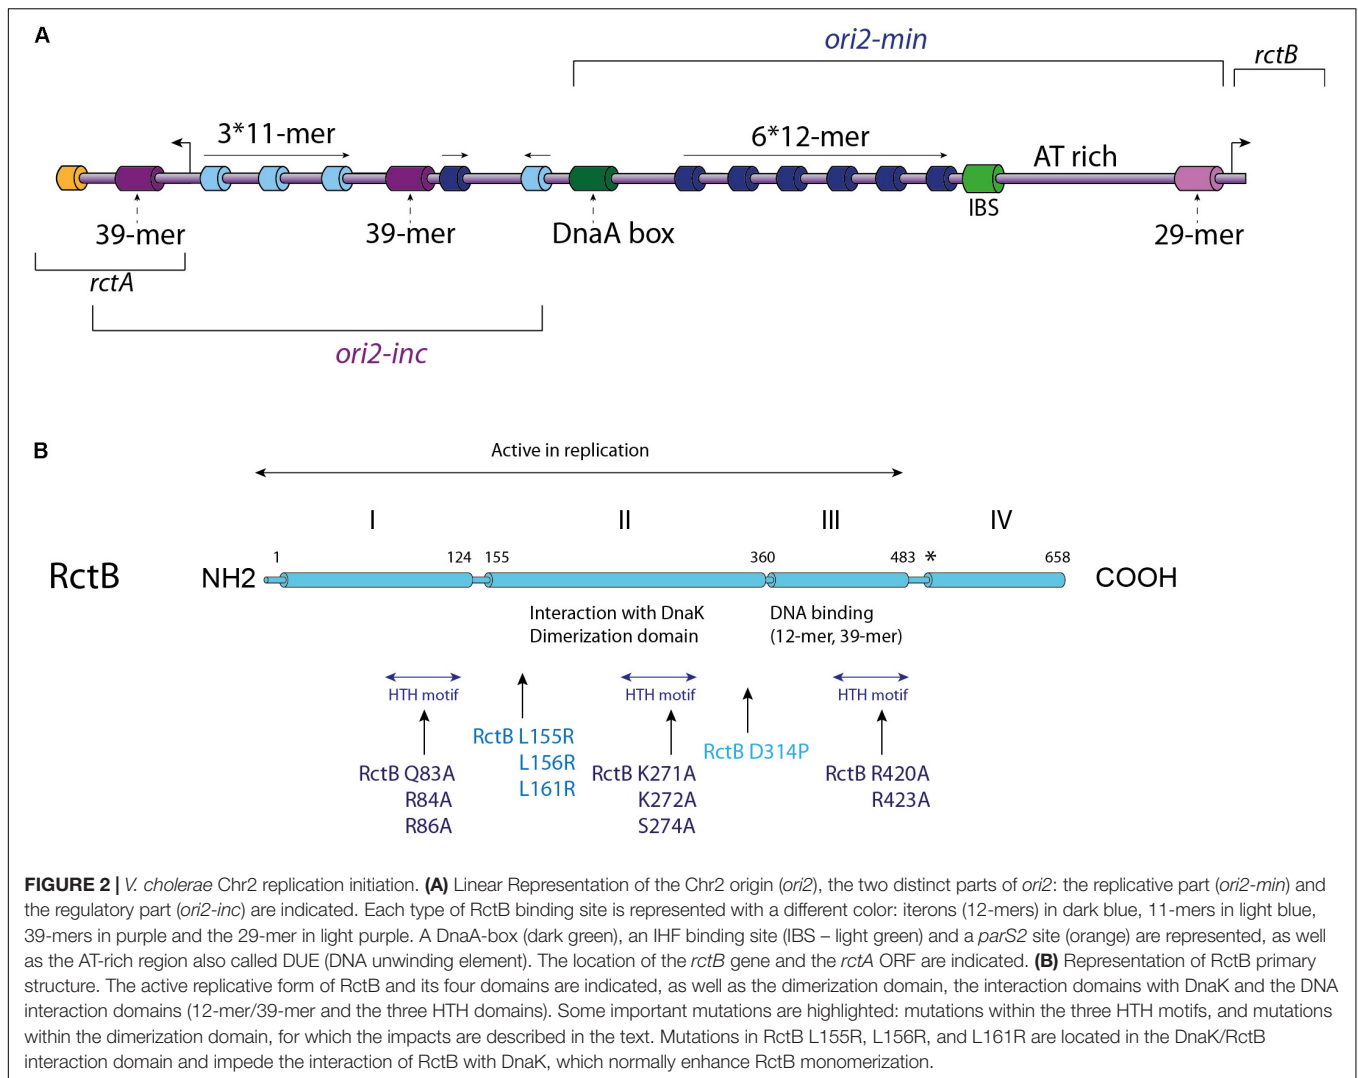 A
ori2-min
rctB
3*11-mer
6*12-mer
AT rich
IBS
39-mer
39-mer
DnaA box
29-mer
rctA
ori2-inc
B
Active in replication
I II III IV
1 124 155 360 483 * 658
RctB NH2 COOH
Interaction with DnaK
Dimerization domain
DNA binding
(12-mer, 39-mer)
HTH motif HTH motif HTH motif
RctB L155R
L156R
L161R
RctB D314P
RctB Q83A
R84A
R86A
RctB K271A
K272A
S274A
RctB R420A
R423A
FIGURE 2 | V. cholerae Chr2 replication initiation. (A) Linear Representation of the Chr2 origin (ori2), the two distinct parts of ori2: the replicative part (ori2-min) and
the regulatory part (ori2-inc) are indicated. Each type of RctB binding site is represented with a different color: iterons (12-mers) in dark blue, 11-mers in light blue,
39-mers in purple and the 29-mer in light purple. A DnaA-box (dark green), an IHF binding site (IBS – light green) and a parS2 site (orange) are represented, as well
as the AT-rich region also called DUE (DNA unwinding element). The location of the rctB gene and the rctA ORF are indicated. (B) Representation of RctB primary
structure. The active replicative form of RctB and its four domains are indicated, as well as the dimerization domain, the interaction domains with DnaK and the DNA
interaction domains (12-mer/39-mer and the three HTH domains). Some important mutations are highlighted: mutations within the three HTH motifs, and mutations
within the dimerization domain, for which the impacts are described in the text. Mutations in RctB L155R, L156R, and L161R are located in the DnaK/RctB
interaction domain and impede the interaction of RctB with DnaK, which normally enhance RctB monomerization.